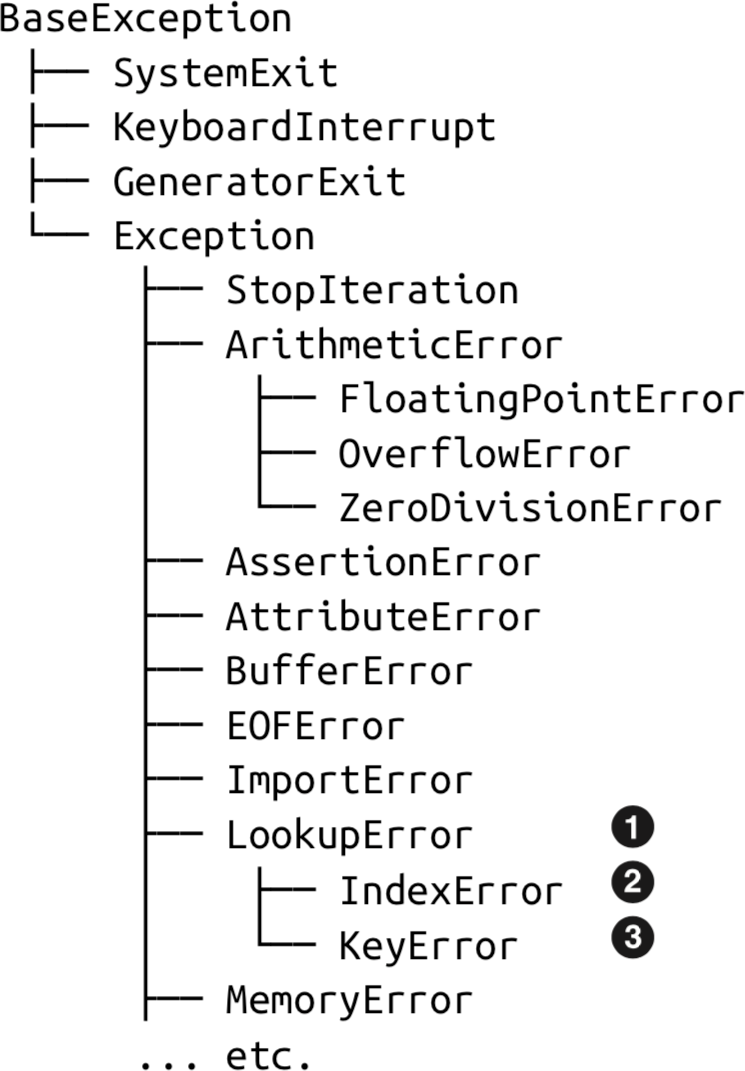 BaseException
├── SystemExit
├── KeyboardInterrupt
├── GeneratorExit
└── Exception
├── StopIteration
├── ArithmeticError
├── FloatingPointError
├── OverflowError
└── ZeroDivisionError
├── AssertionError
├── AttributeError
├── BufferError
├── EOFError
├── ImportError
├── LookupError ❶
├── IndexError ❷
└── KeyError ❸
├── MemoryError
... etc.